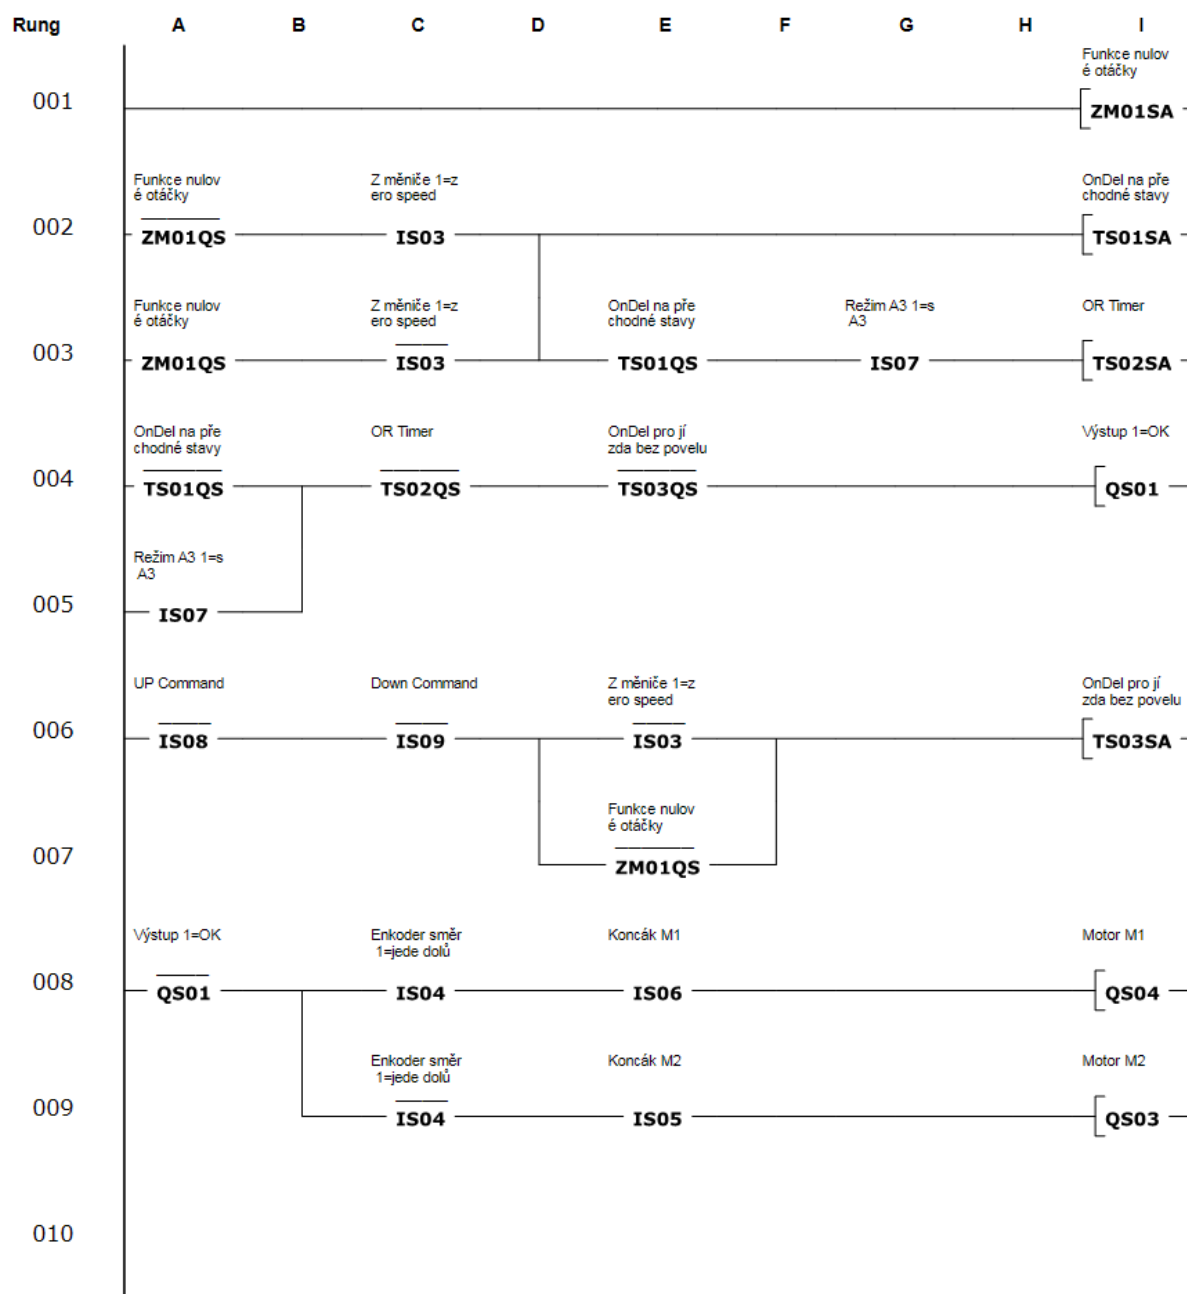 Rung A B C D E F G H I
Funkce nulov
é otáčky
001 ZM01SA
Funkce nulov Z měniče 1=z OnDel na pře
é otáčky ero speed chodné stavy
002 ZM01QS IS03 TS01SA
Funkce nulov Z měniče 1=z OnDel na pře Režim A3 1=s OR Timer
é otáčky ero speed chodné stavy A3
003 ZM01QS IS03 TS01QS IS07 TS02SA
OnDel na pře OR Timer OnDel pro jí Výstup 1=OK
chodné stavy zda bez povelu
004 TS01QS TS02QS TS03QS QS01
Režim A3 1=s
A3
005 IS07
UP Command Down Command Z měniče 1=z OnDel pro jí
ero speed zda bez povelu
006 IS08 IS09 IS03 TS03SA
Funkce nulov
é otáčky
007 ZM01QS
Výstup 1=OK Enkoder směr Koncák M1 Motor M1
1=jede dolů
008 QS01 IS04 IS06 QS04
Enkoder směr Koncák M2 Motor M2
1=jede dolů
009 IS04 IS05 QS03
010